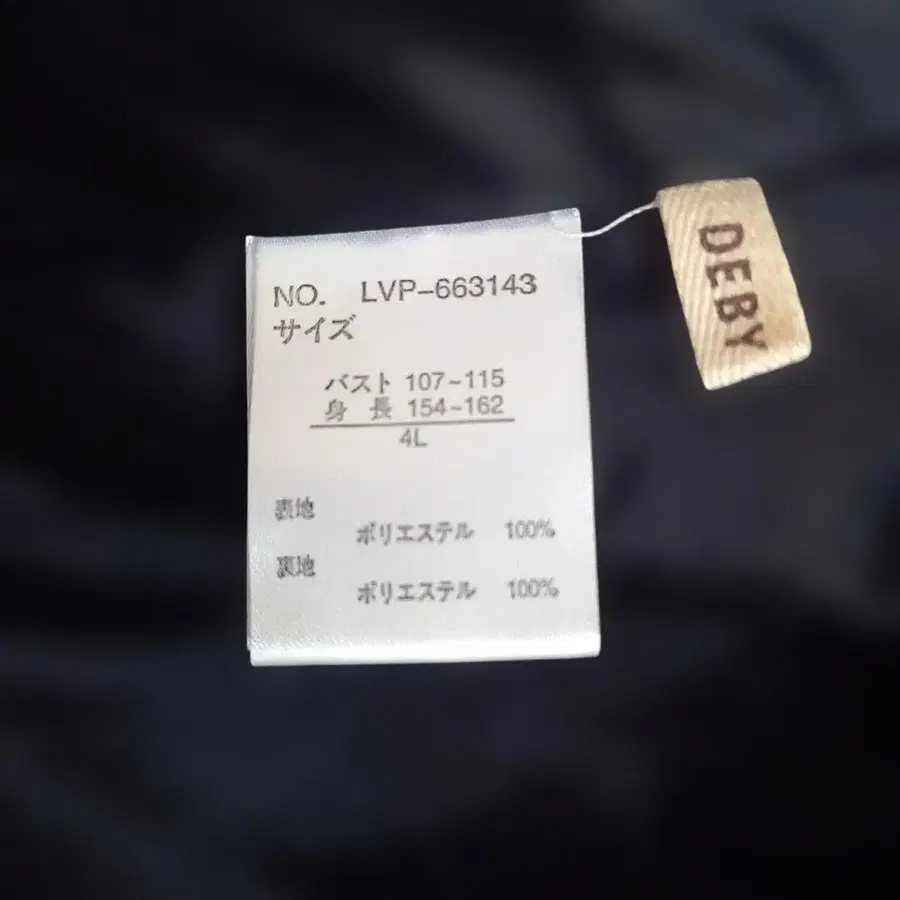 NO. LVP-663143
サイズ
バスト 107~115
身 長 154~162
4L
表地
ポリエステル 100%
裏地
ポリエステル 100%
DEBY